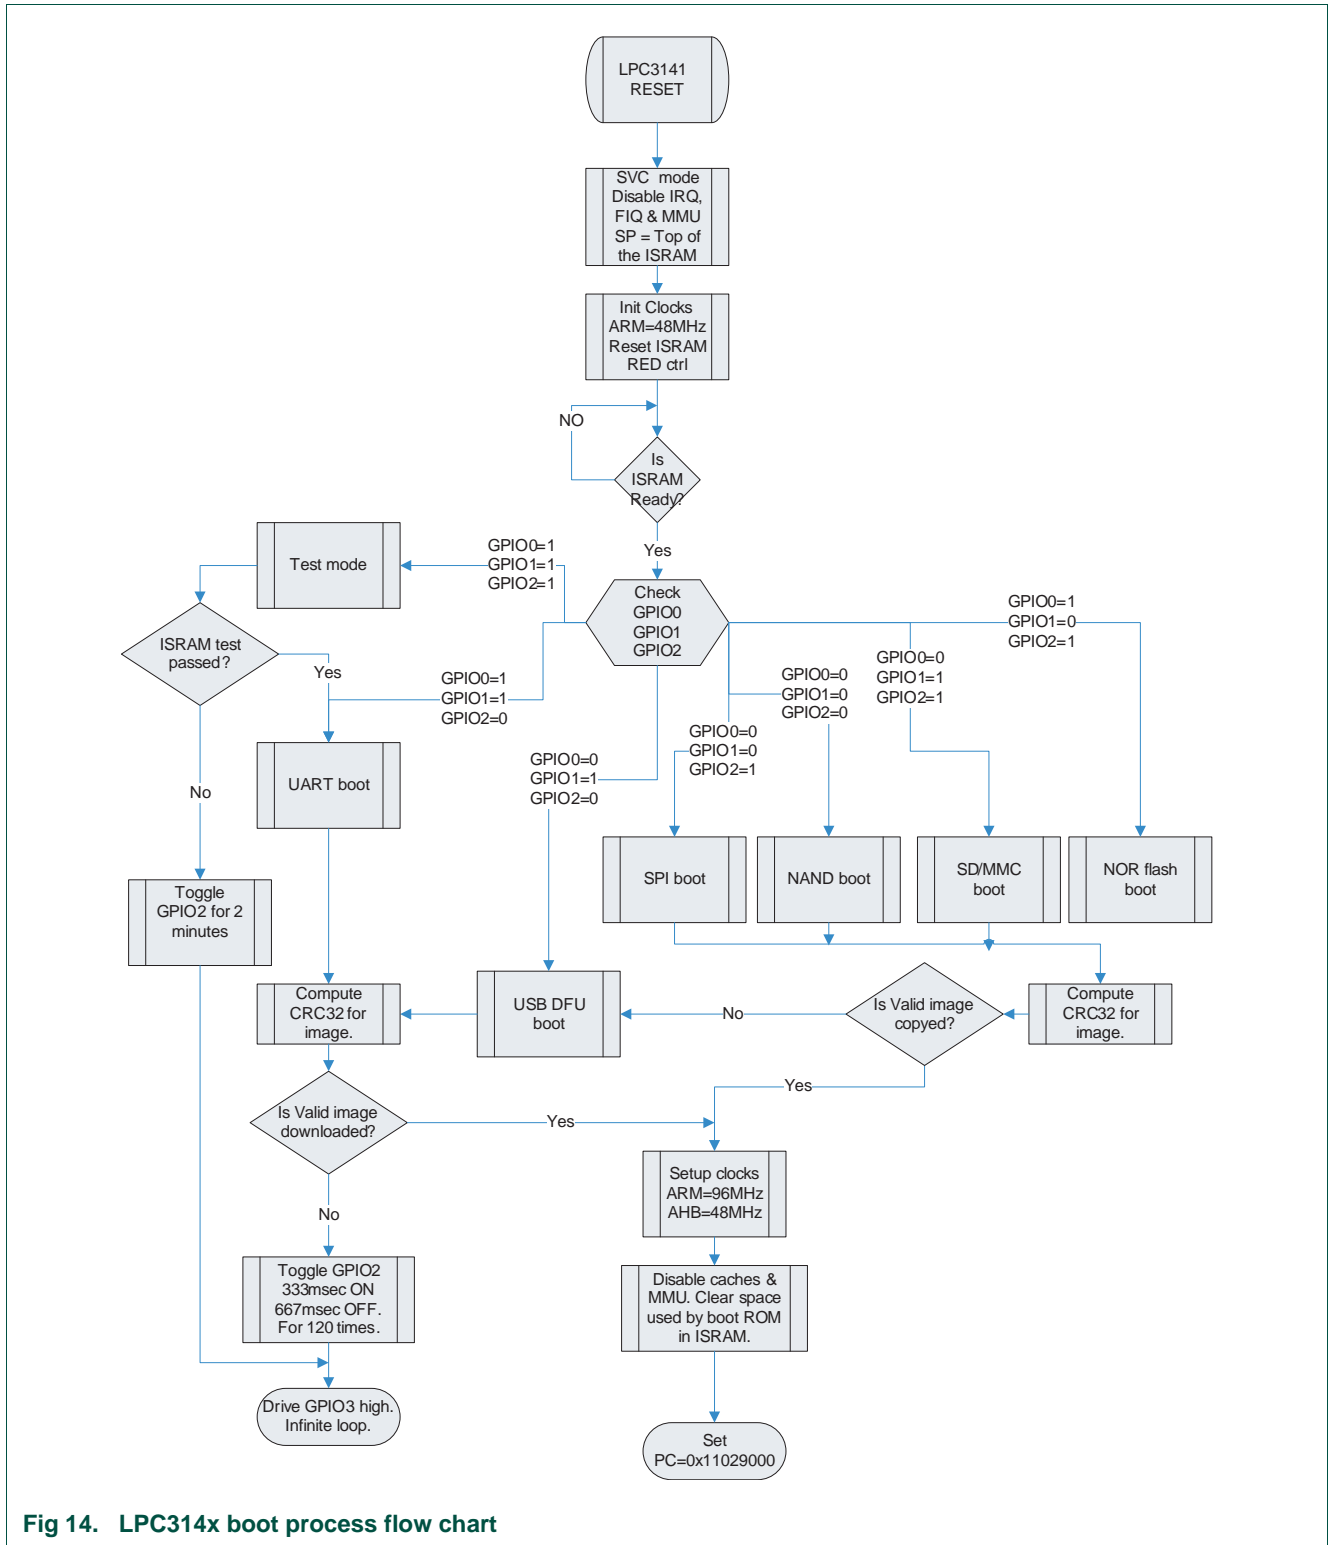 LPC3141
RESET
SVC mode
Disable IRQ,
FIQ & MMU
SP = Top of
the ISRAM
Init Clocks
ARM=48MHz
Reset ISRAM
RED ctrl
NO
Is
ISRAM
Ready?
Yes
Test mode
GPIO0=1
GPIO1=1
GPIO2=1
Check
GPIO0
GPIO1
GPIO2
GPIO0=1
GPIO1=0
GPIO2=1
ISRAM test
passed?
Yes
GPIO0=1
GPIO1=1
GPIO2=0
GPIO0=0
GPIO1=0
GPIO2=0
GPIO0=0
GPIO1=1
GPIO2=1
GPIO0=0
GPIO1=0
GPIO2=1
GPIO0=0
GPIO1=1
GPIO2=0
No
UART boot
SPI boot
NAND boot
SD/MMC
boot
NOR flash
boot
Toggle
GPIO2 for 2
minutes
Compute
CRC32 for
image.
USB DFU
boot
No
Is Valid image
copyed?
Compute
CRC32 for
image.
Yes
Is Valid image
downloaded?
Yes
Setup clocks
ARM=96MHz
AHB=48MHz
No
Toggle GPIO2
333msec ON
667msec OFF.
For 120 times.
Disable caches &
MMU. Clear space
used by boot ROM
in ISRAM.
Drive GPIO3 high.
Infinite loop.
Set
PC=0x11029000
Fig 14. LPC314x boot process flow chart